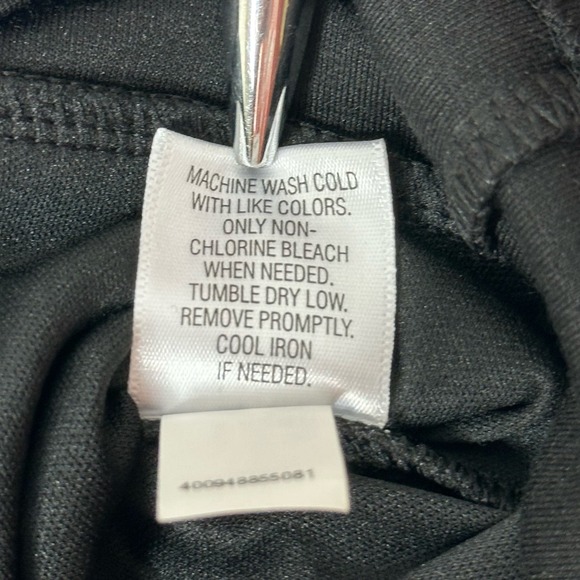 MACHINE WASH COLD
WITH LIKE COLORS.
ONLY NON-
CHLORINE BLEACH
WHEN NEEDED.
TUMBLE DRY LOW.
REMOVE PROMPTLY.
COOL IRON
IF NEEDED.
400948855081